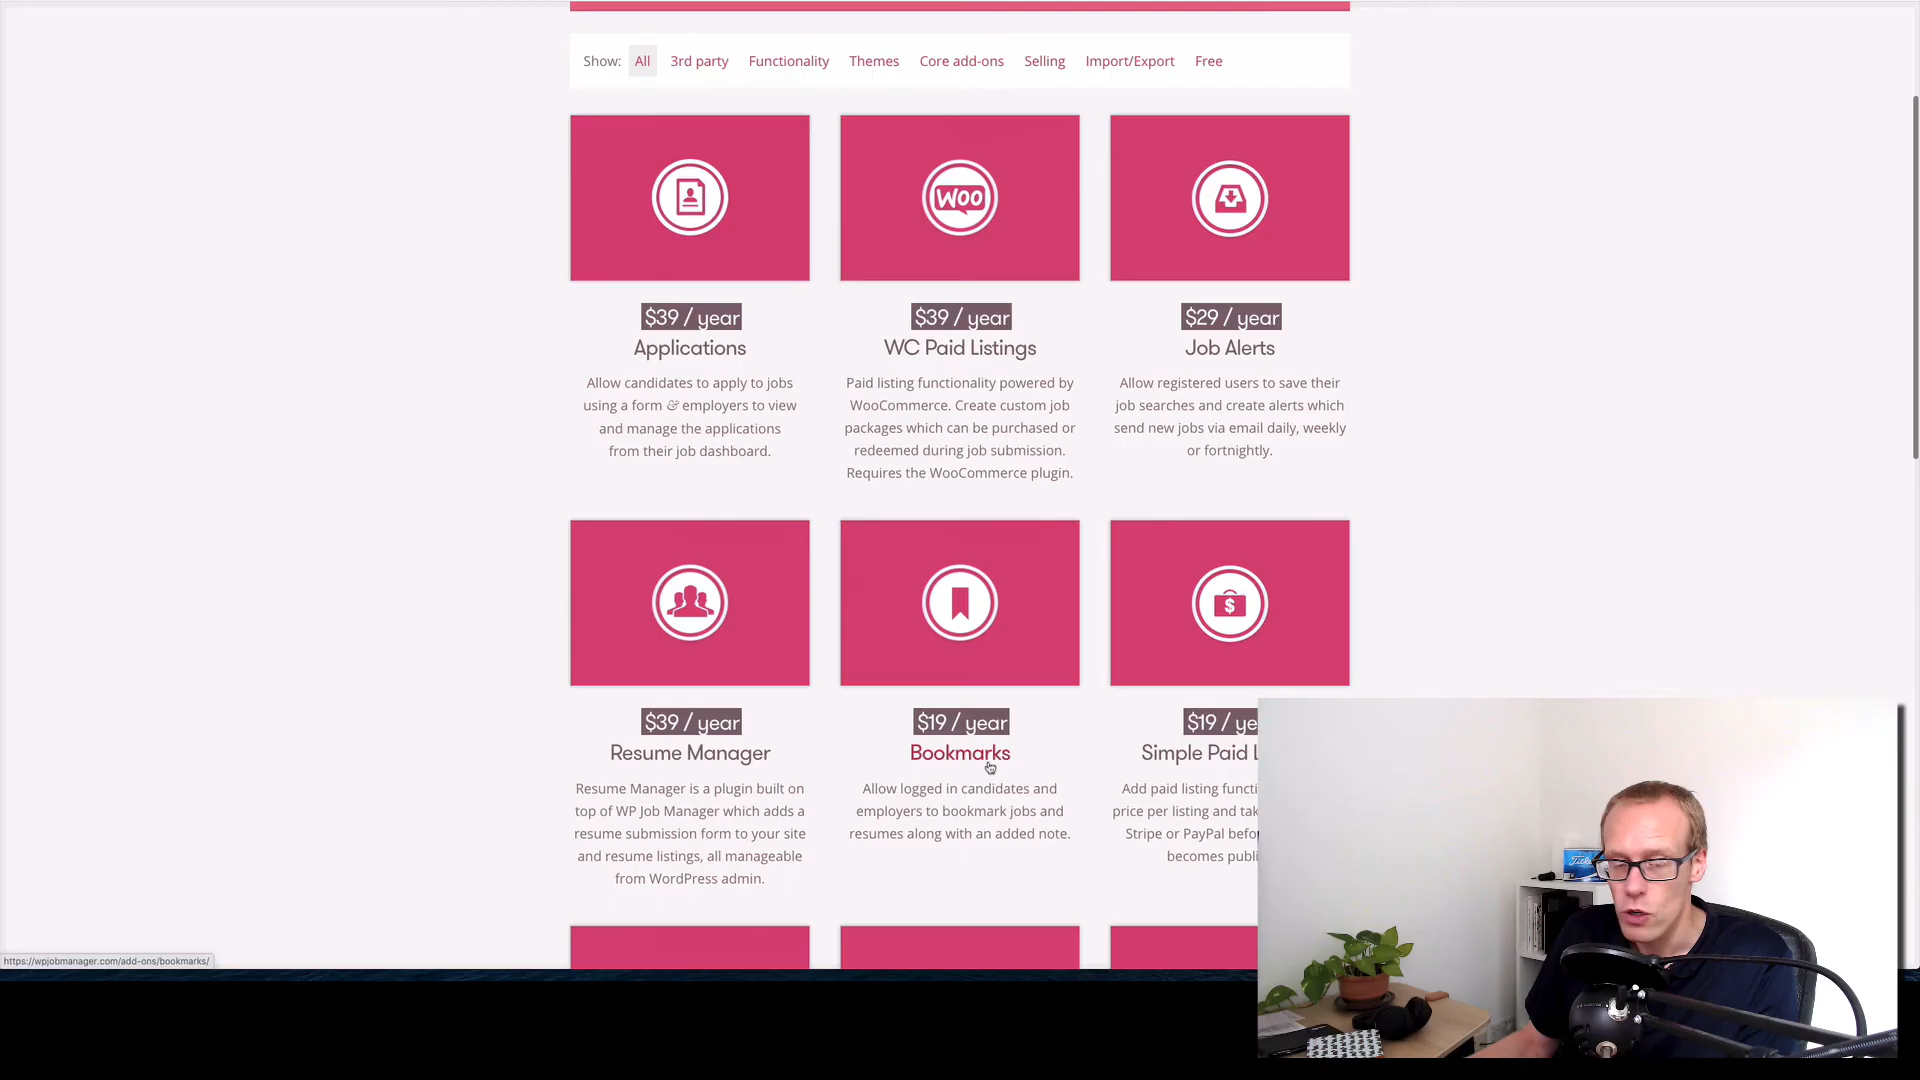 Show: All 3rd party Functionality Themes Core add-ons Selling Import/Export Free
WOO
$39 / year
Applications
Allow candidates to apply to jobs
using a form & employers to view
and manage the applications
from their job dashboard.
$39 / year
WC Paid Listings
Paid listing functionality powered by
WooCommerce. Create custom job
packages which can be purchased or
redeemed during job submission.
Requires the WooCommerce plugin.
$29 / year
Job Alerts
Allow registered users to save their
job searches and create alerts which
send new jobs via email daily, weekly
or fortnightly.
$
$39 / year
Resume Manager
Resume Manager is a plugin built on
top of WP Job Manager which adds a
resume submission form to your site
and resume listings, all manageable
from WordPress admin.
$19 / year
Bookmarks
Allow logged in candidates and
employers to bookmark jobs and
resumes along with an added note.
$19 / ye
Simple Paid L
Add paid listing functi
price per listing and tak
Stripe or PayPal befo
becomes publi
https://wpjobmanager.com/add-ons/bookmarks/